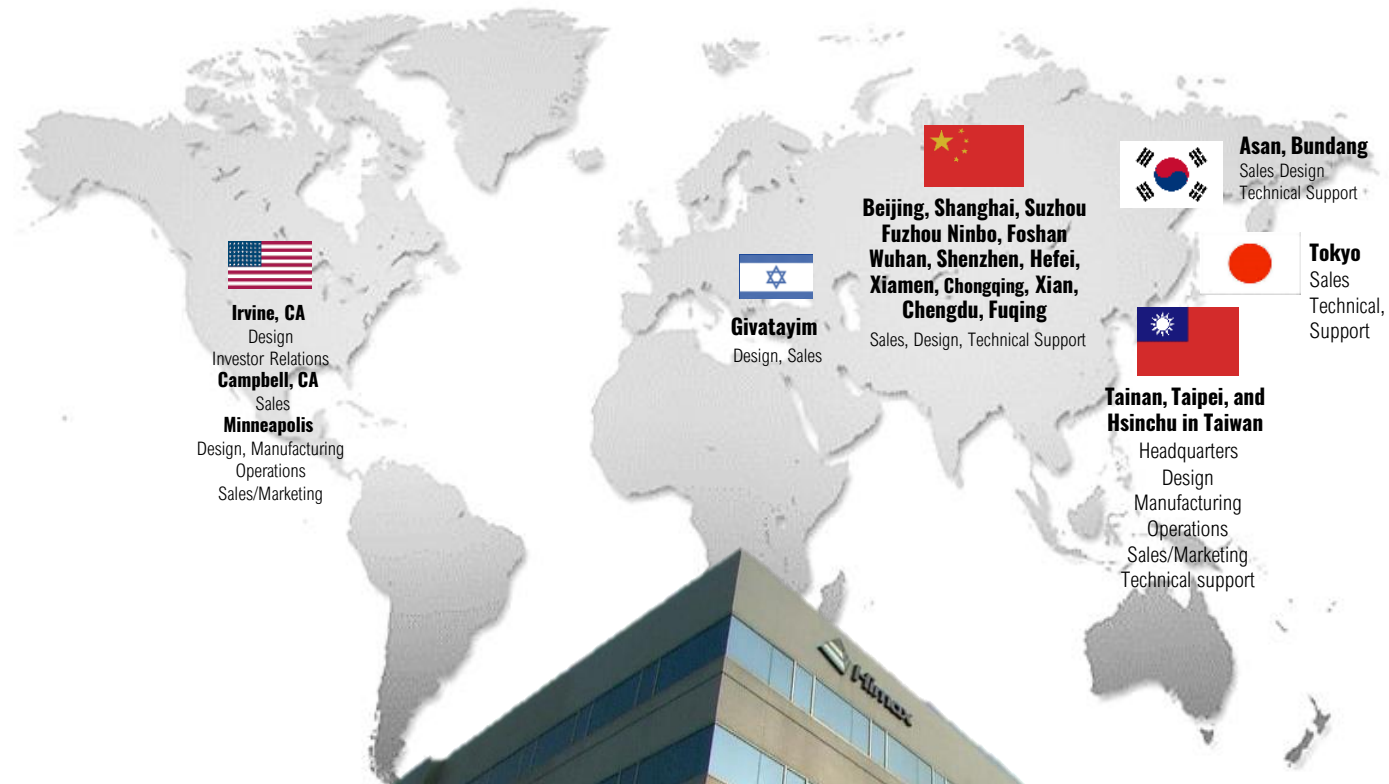 Irvine, CA
Design
Investor Relations
Campbell, CA
Sales
Minneapolis
Design, Manufacturing
Operations
Sales/Marketing
Givatayim
Design, Sales
Beijing, Shanghai, Suzhou
Fuzhou Ninbo, Foshan
Wuhan, Shenzhen, Hefei,
Xiamen, Chongqing, Xian,
Chengdu, Fuqing
Sales, Design, Technical Support
Asan, Bundang
Sales Design
Technical Support
Tokyo
Sales
Technical,
Support
Tainan, Taipei, and
Hsinchu in Taiwan
Headquarters
Design
Manufacturing
Operations
Sales/Marketing
Technical support
Himax